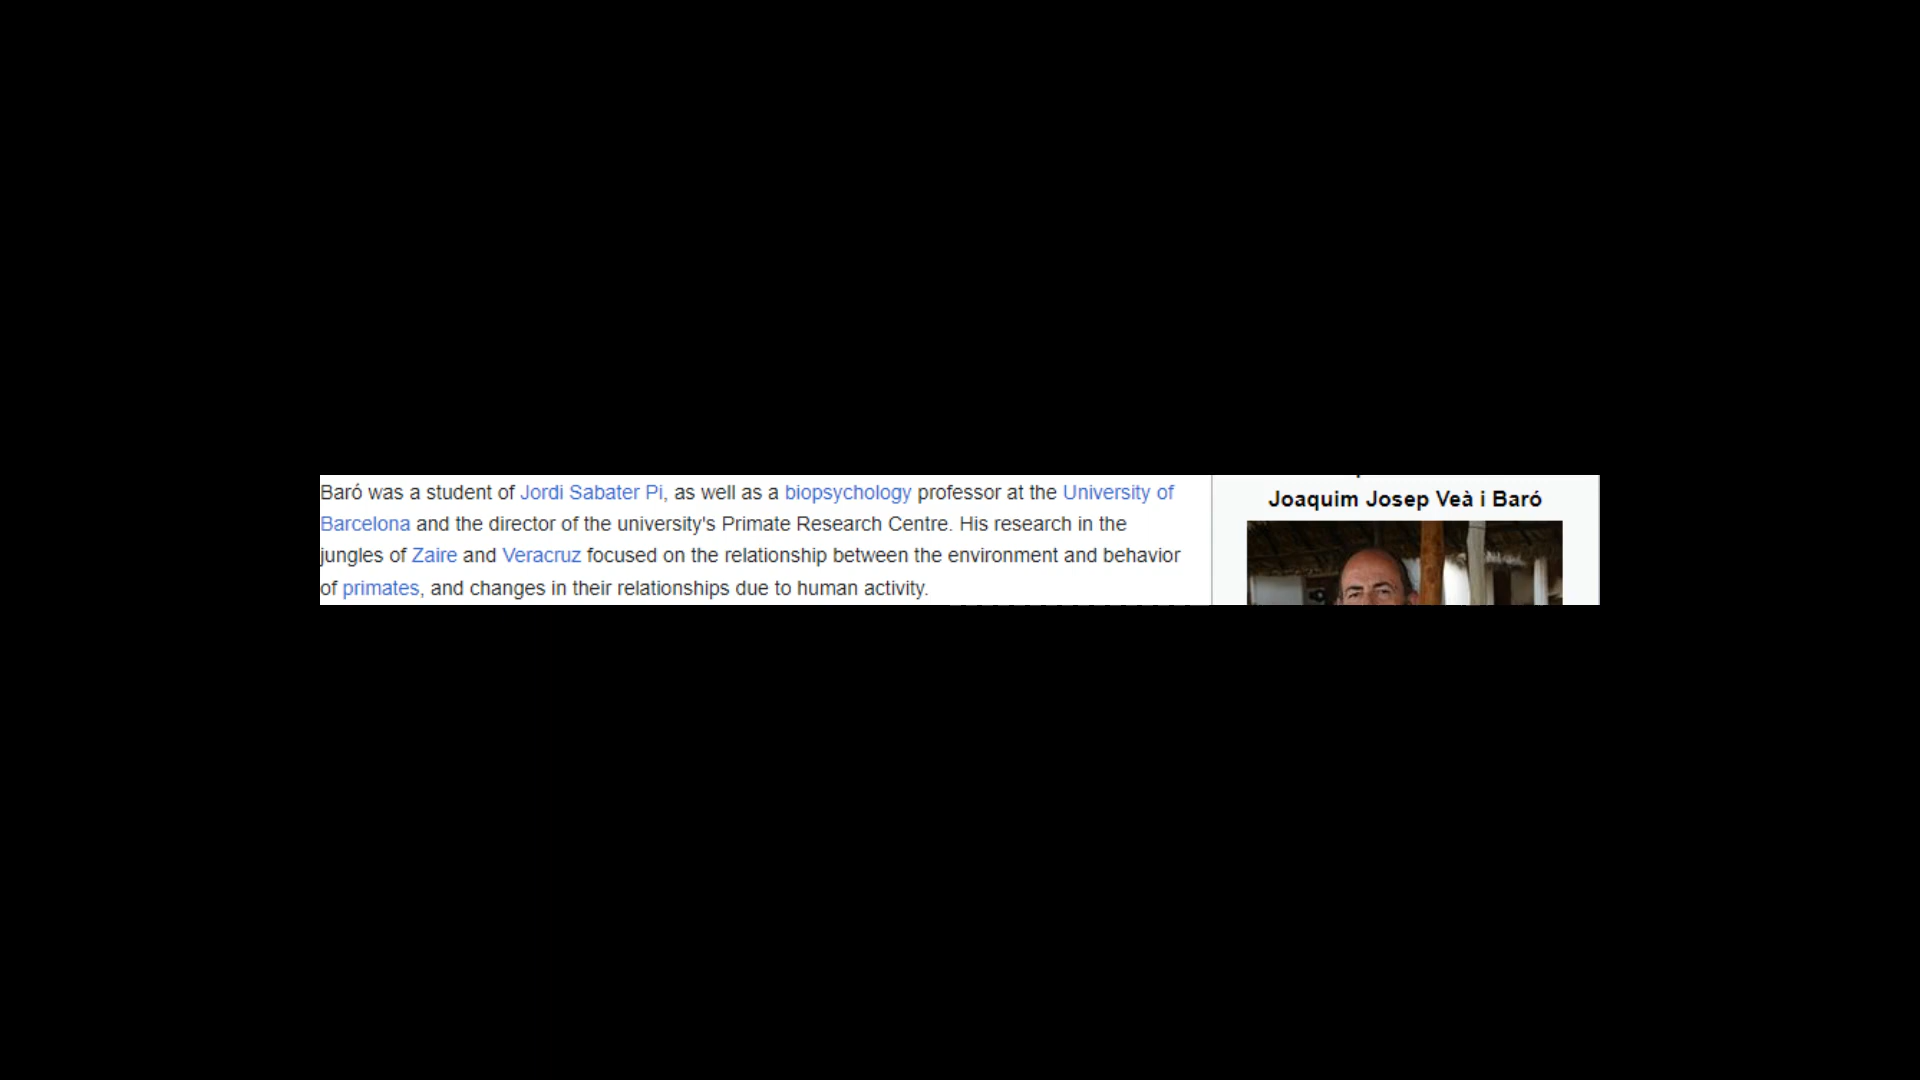 Baró was a student of Jordi Sabater Pi, as well as a biopsychology professor at the University of
Barcelona and the director of the university's Primate Research Centre. His research in the
jungles of Zaire and Veracruz focused on the relationship between the environment and behavior
of primates, and changes in their relationships due to human activity.
Joaquim Josep Veà i Baró